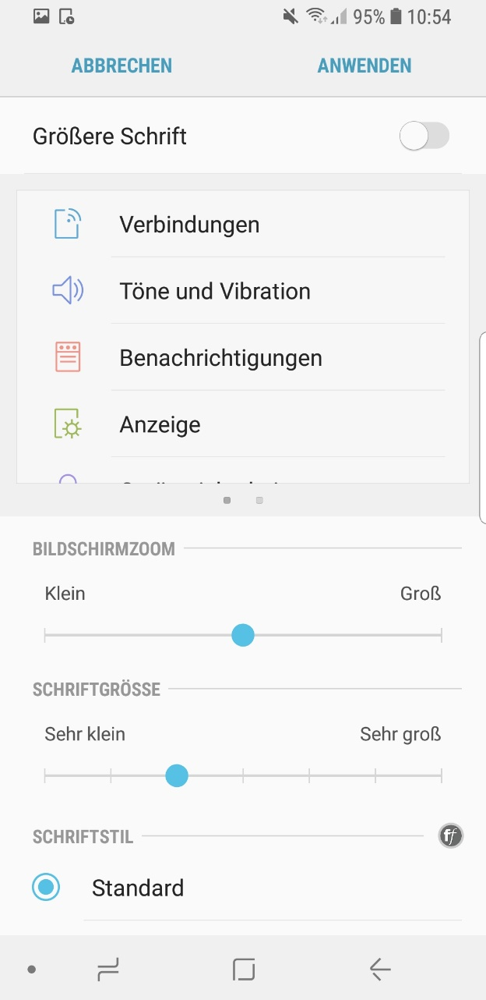 95% 10:54
ABBRECHEN ANWENDEN
Größere Schrift
Verbindungen
Töne und Vibration
Benachrichtigungen
Anzeige
BILDSCHIRMZOOM
Klein Groß
SCHRIFTGRÖSSE
Sehr klein Sehr groß
SCHRIFTSTIL
Standard